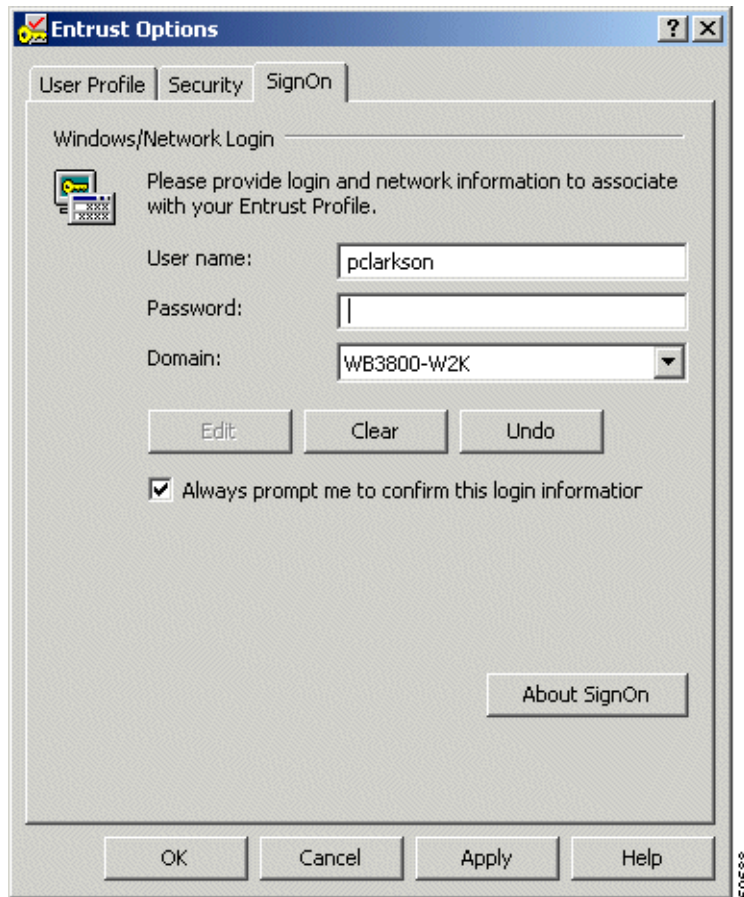 Entrust Options
User Profile Security SignOn
Windows/Network Login
Please provide login and network information to associate
with your Entrust Profile.
User name: pclarkson
Password:
Domain: WB3800-W2K
Edit Clear Undo
Always prompt me to confirm this login information
About SignOn
OK Cancel Apply Help